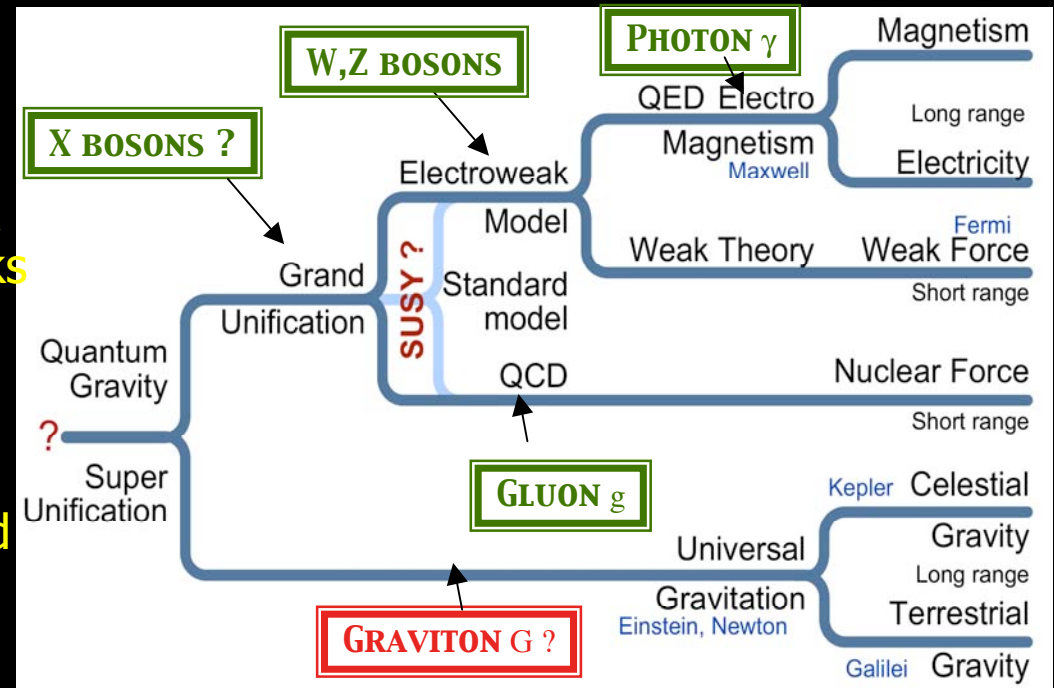 PHOTON γ
Magnetism
W,Z BOSONS
QED Electro
Magnetism
Maxwell
Long range
X BOSONS ?
Electricity
Electroweak
Model
Fermi
Weak Theory
Weak Force
Short range
ks
Grand
Unification
SUSY ?
Standard
model
Quantum
Gravity
QCD
Nuclear Force
Short range
?
Super
Unification
GLUON g
Kepler
Celestial
Gravity
d
Universal
Gravitation
Einstein, Newton
Long range
Terrestrial
Gravity
Galilei
GRAVITON G ?